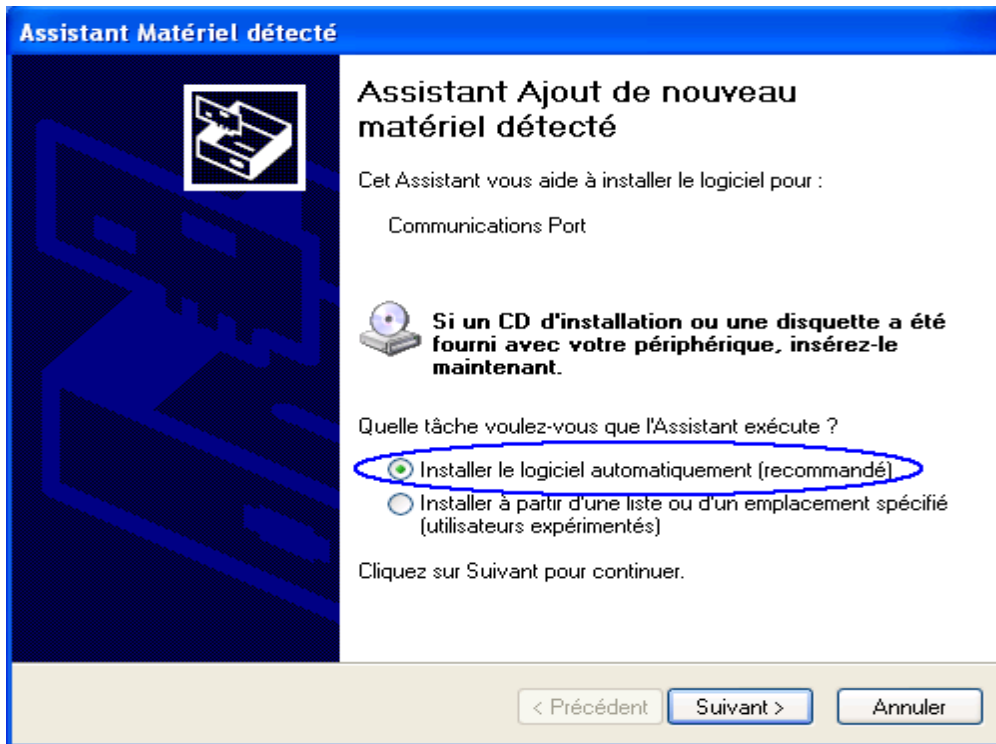 Assistant Matériel détecté
Assistant Ajout de nouveau
matériel détecté
Cet Assistant vous aide à installer le logiciel pour :
Communications Port
Si un CD d'installation ou une disquette a été
fourni avec votre périphérique, insérez-le
maintenant.
Quelle tâche voulez-vous que l'Assistant exécute ?
Installer le logiciel automatiquement (recommandé)
Installer à partir d'une liste ou d'un emplacement spécifié
(utilisateurs expérimentés)
Cliquez sur Suivant pour continuer.
< Précédent Suivant > Annuler